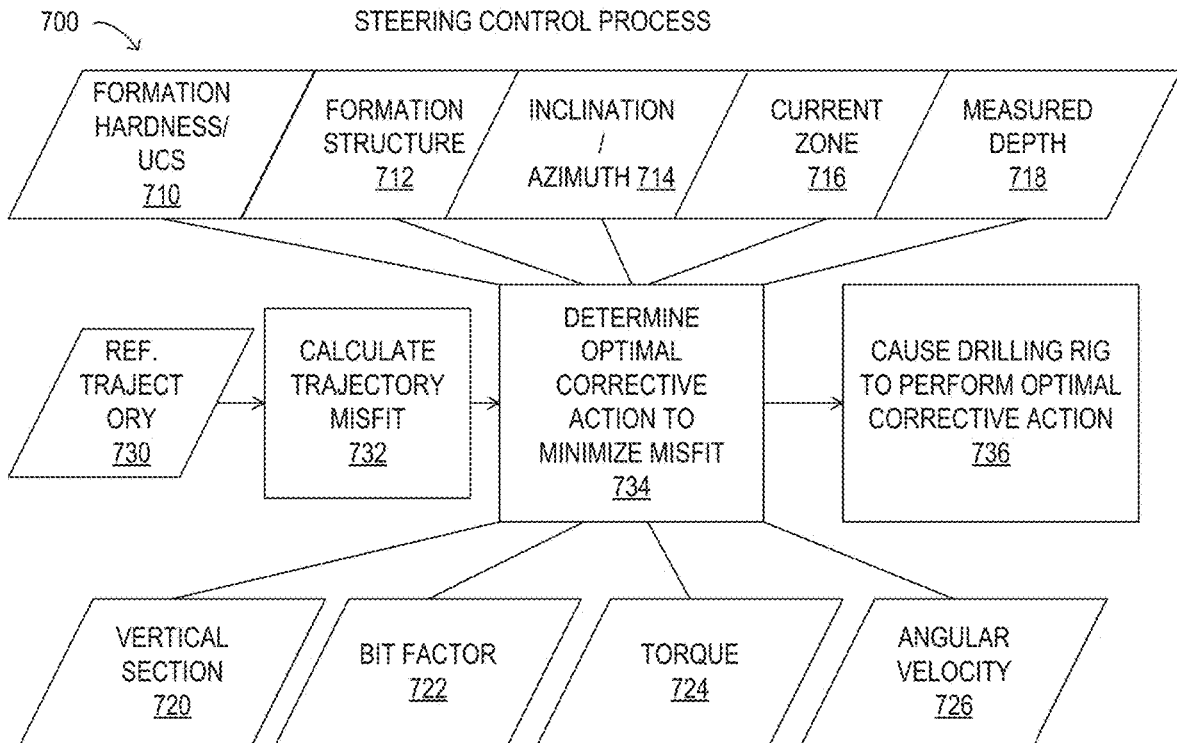 700
STEERING CONTROL PROCESS
FORMATION
HARDNESS/
UCS
710
FORMATION
STRUCTURE
712
INCLINATION
/
AZIMUTH 714
CURRENT
ZONE
716
MEASURED
DEPTH
718
REF.
TRAJECT
ORY
730
CALCULATE
TRAJECTORY
MISFIT
732
DETERMINE
OPTIMAL
CORRECTIVE
ACTION TO
MINIMIZE MISFIT
734
CAUSE DRILLING RIG
TO PERFORM OPTIMAL
CORRECTIVE ACTION
736
VERTICAL
SECTION
720
BIT FACTOR
722
TORQUE
724
ANGULAR
VELOCITY
726